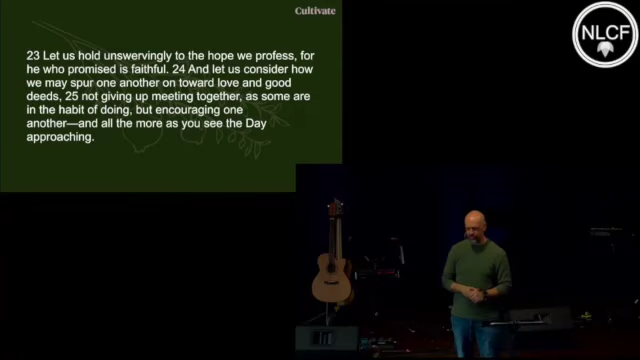 Cultivate
NLCF
23 Let us hold unswervingly to the hope we profess, for
he who promised is faithful. 24 And let us consider how
we may spur one another on toward love and good
deeds, 25 not giving up meeting together, as some are
in the habit of doing, but encouraging one
another—and all the more as you see the Day
approaching.